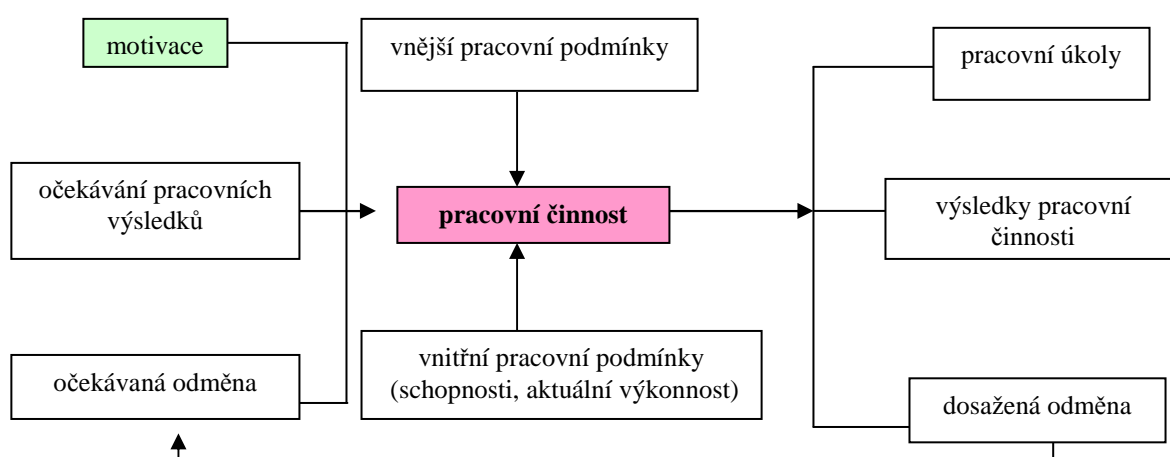 motivace
vnější pracovní podmínky
pracovní úkoly
očekávání pracovních
výsledků
pracovní činnost
výsledky pracovní
činnosti
očekávaná odměna
vnitřní pracovní podmínky
(schopnosti, aktuální výkonnost)
dosažená odměna